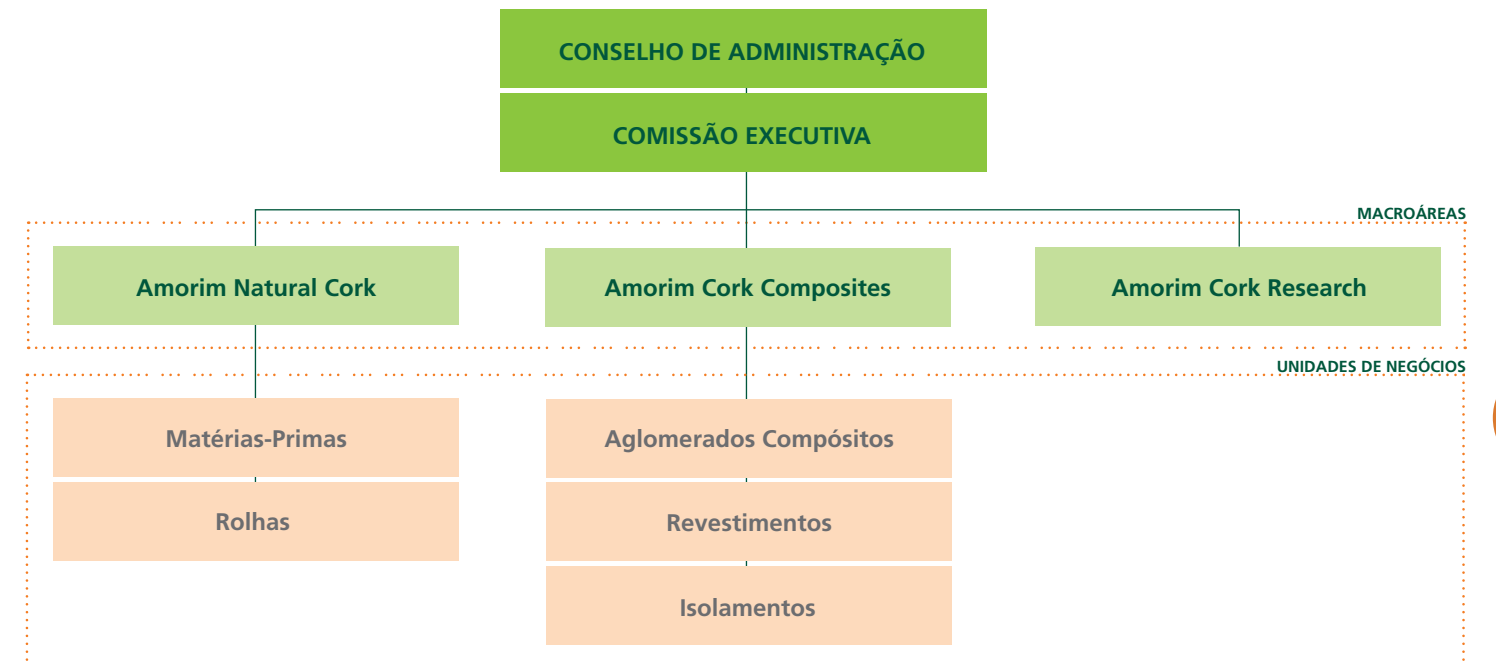 CONSELHO DE ADMINISTRAÇÃO
COMISSÃO EXECUTIVA
MACROÁREAS
Amorim Natural Cork
Amorim Cork Composites
Amorim Cork Research
UNIDADES DE NEGÓCIOS
Matérias-Primas
Aglomerados Compósitos
Rolhas
Revestimentos
Isolamentos